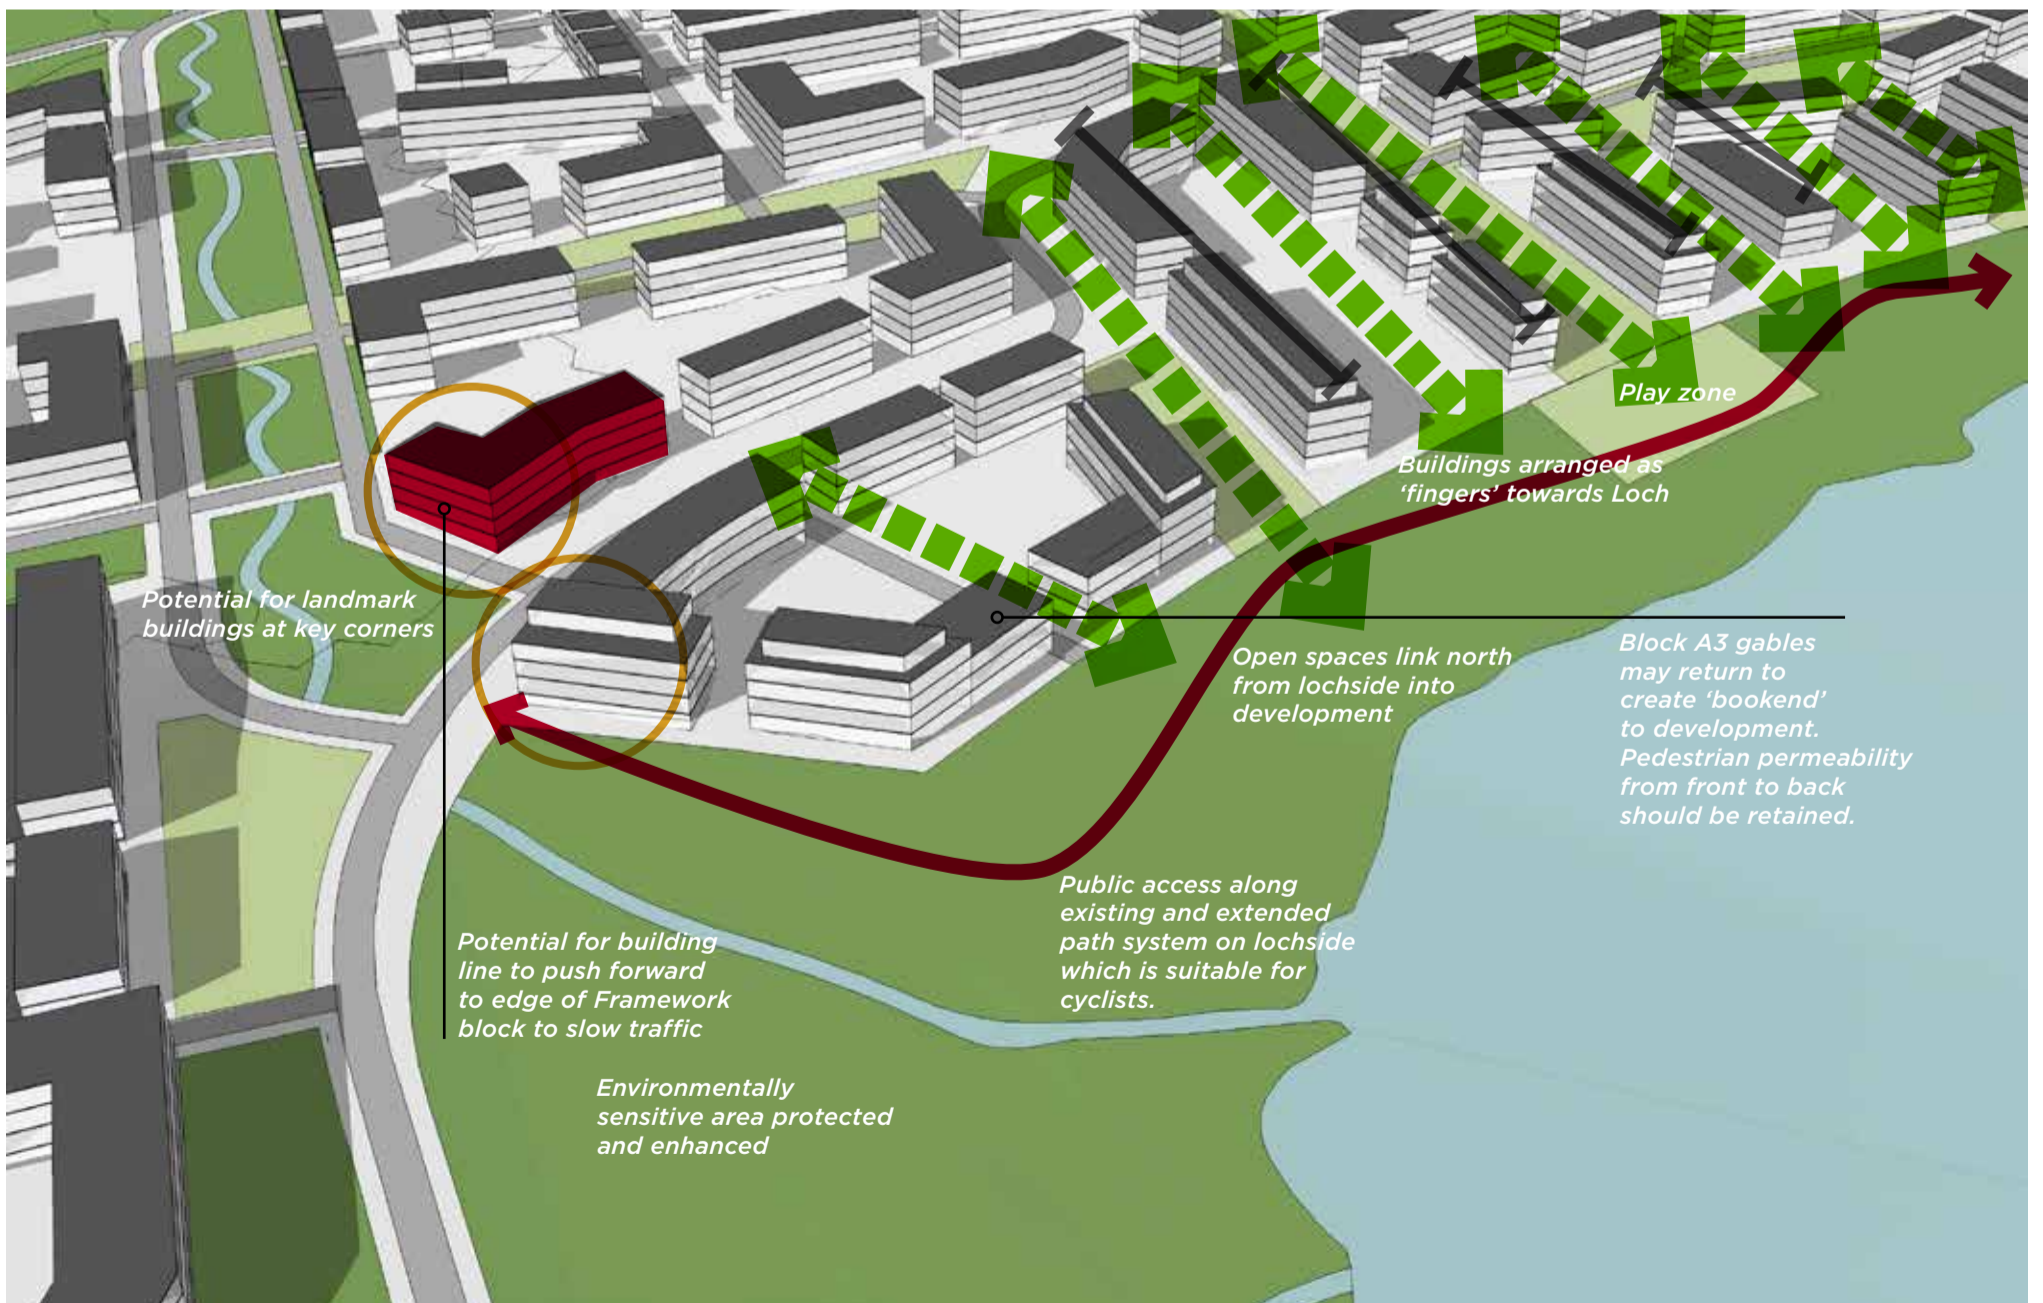 Play zone
Buildings arranged as
‘fingers’ towards Loch
Potential for landmark
buildings at key corners
Open spaces link north
from lochside into
development
Block A3 gables
may return to
create ‘bookend’
to development.
Pedestrian permeability
from front to back
should be retained.
Public access along
existing and extended
path system on lochside
which is suitable for
cyclists.
Potential for building
line to push forward
to edge of Framework
block to slow traffic
Environmentally
sensitive area protected
and enhanced